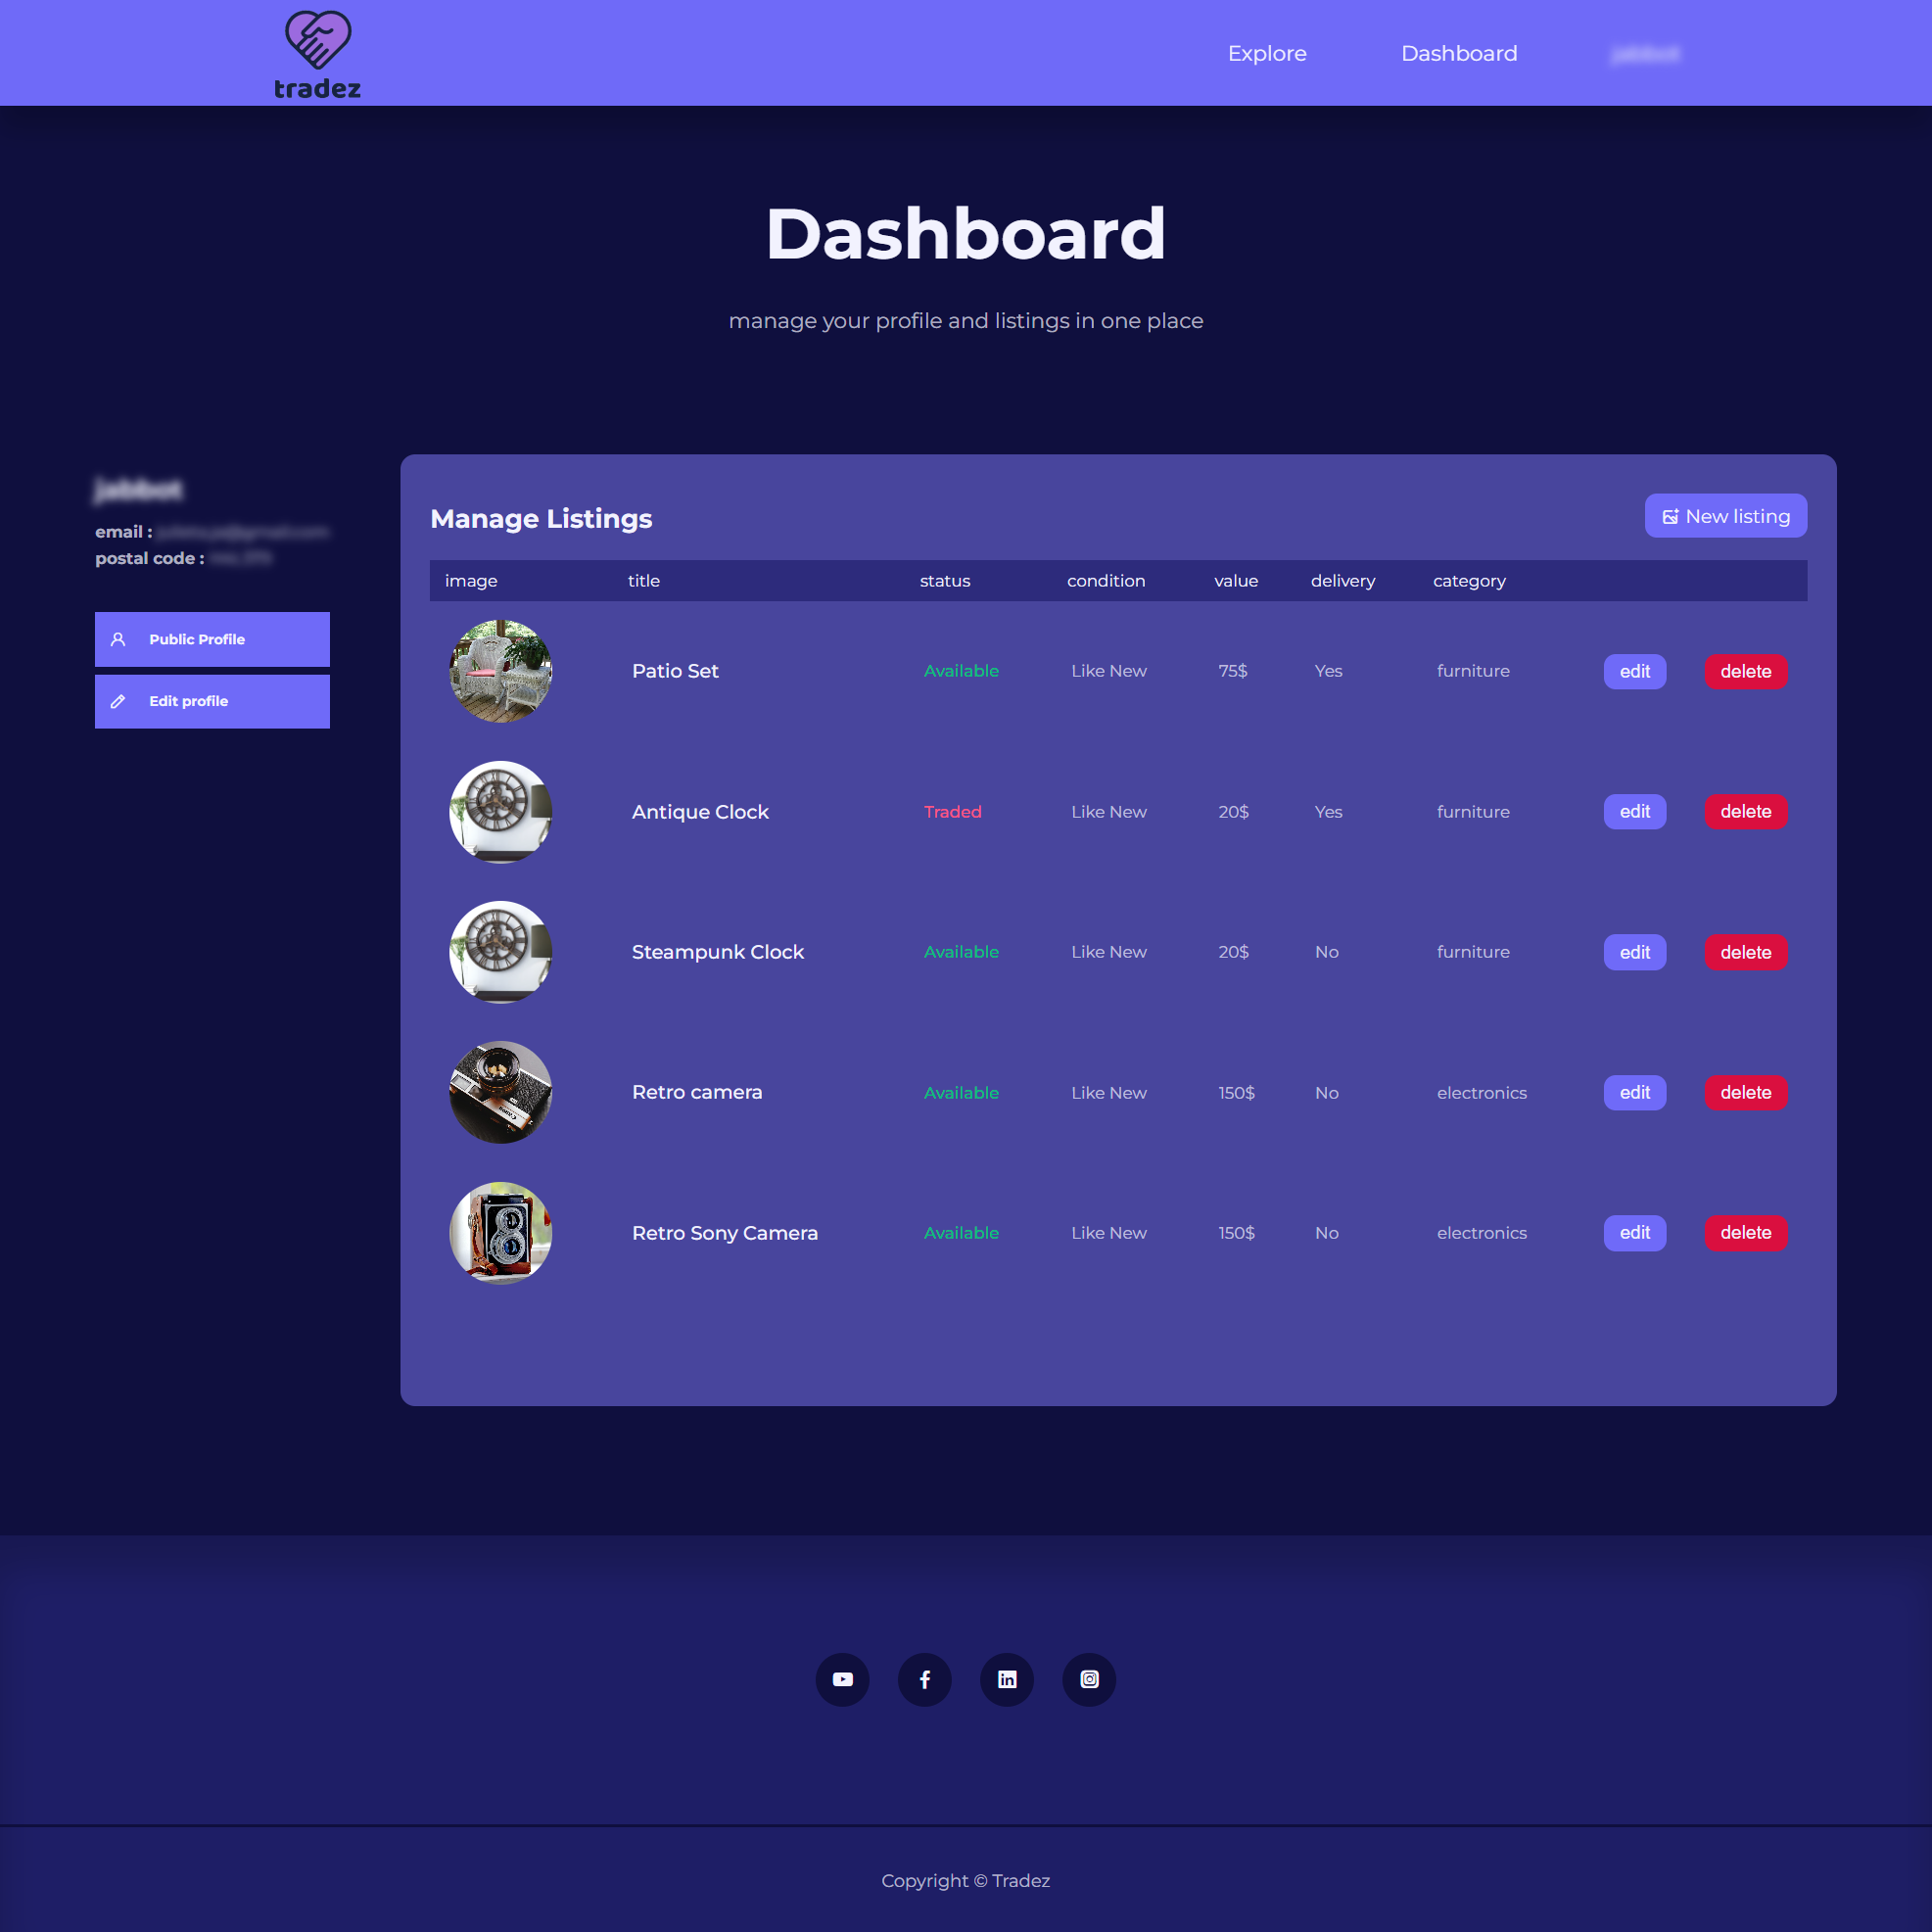 tradez
Explore Dashboard
Dashboard
manage your profile and listings in one place
email :
postal code :
Public Profile
Edit profile
Manage Listings
New listing
image title status condition value delivery category
Patio Set Available Like New 75$ Yes furniture edit delete
Antique Clock Traded Like New 20$ Yes furniture edit delete
Steampunk Clock Available Like New 20$ No furniture edit delete
Retro camera Available Like New 150$ No electronics edit delete
Retro Sony Camera Available Like New 150$ No electronics edit delete
Copyright © Tradez